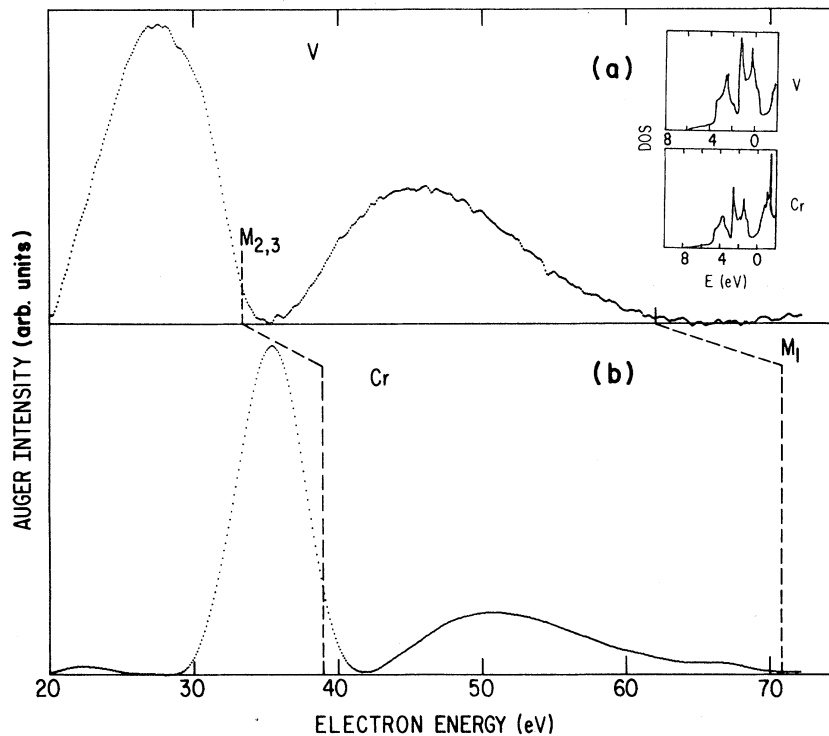 V
(a)
V
8 4 0
DOS
Cr
8 4 0
E (eV)
M2,3
M1
Cr
(b)
AUGER INTENSITY (arb. units)
20 30 40 50 60 70
ELECTRON ENERGY (eV)